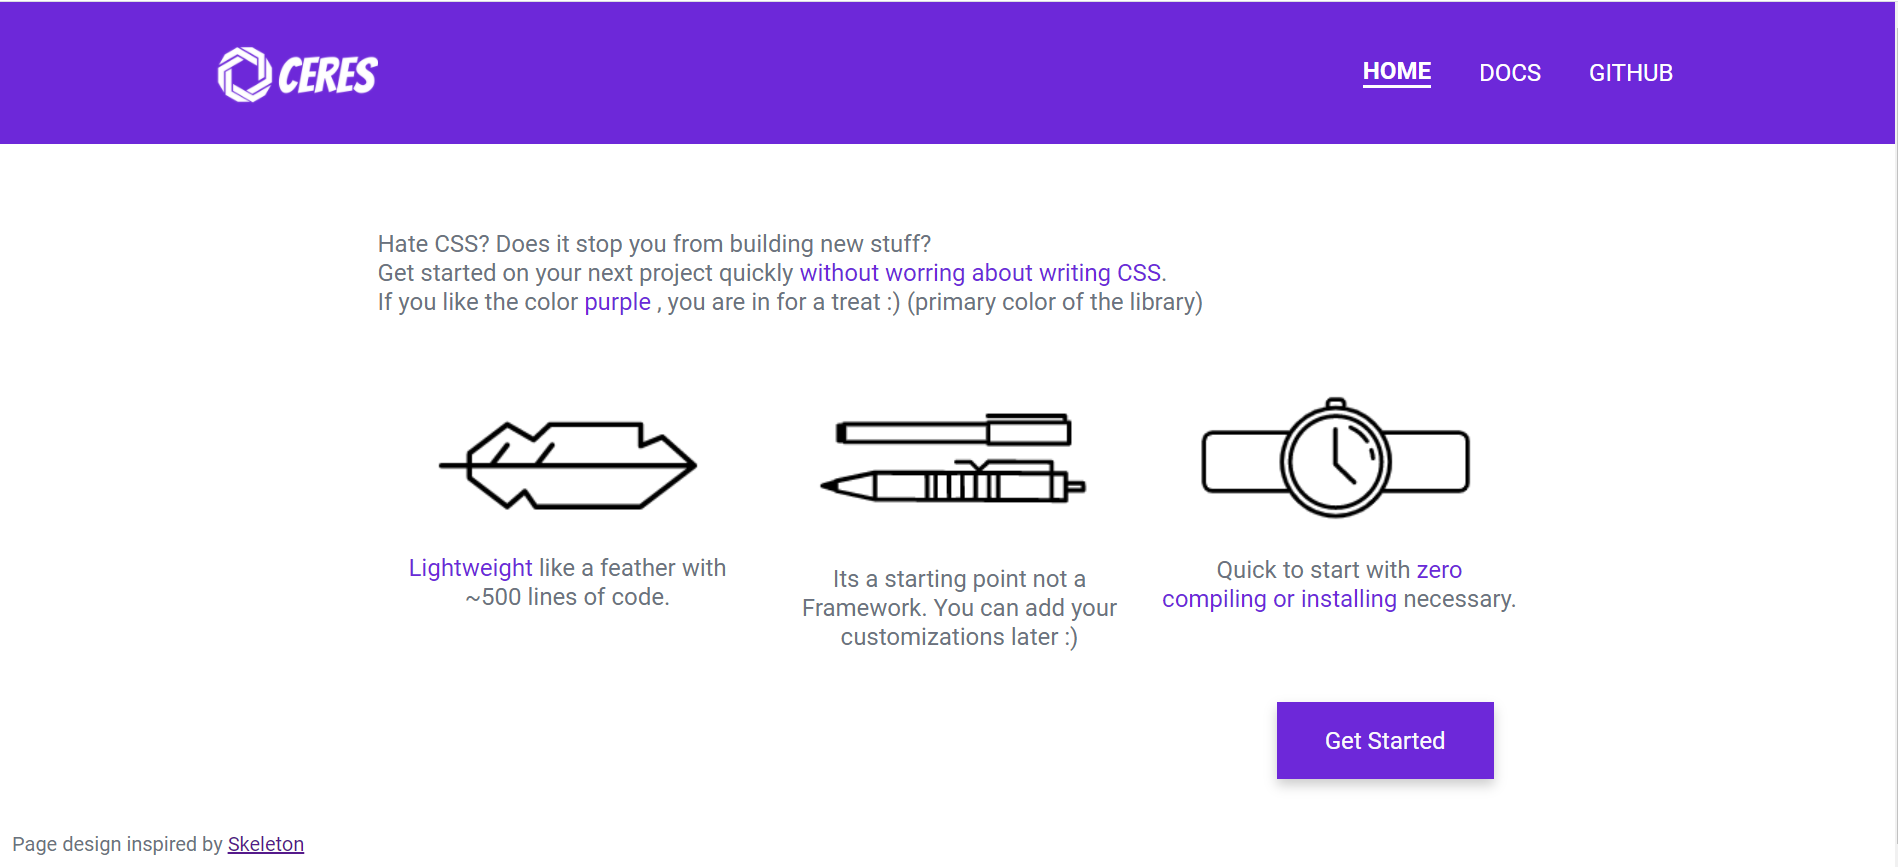 CERES
HOME DOCS GITHUB
Hate CSS? Does it stop you from building new stuff?
Get started on your next project quickly without worring about writing CSS.
If you like the color purple , you are in for a treat :) (primary color of the library)
Lightweight like a feather with
~500 lines of code.
Its a starting point not a
Framework. You can add your
customizations later :)
Quick to start with zero
compiling or installing necessary.
Get Started
Page design inspired by Skeleton